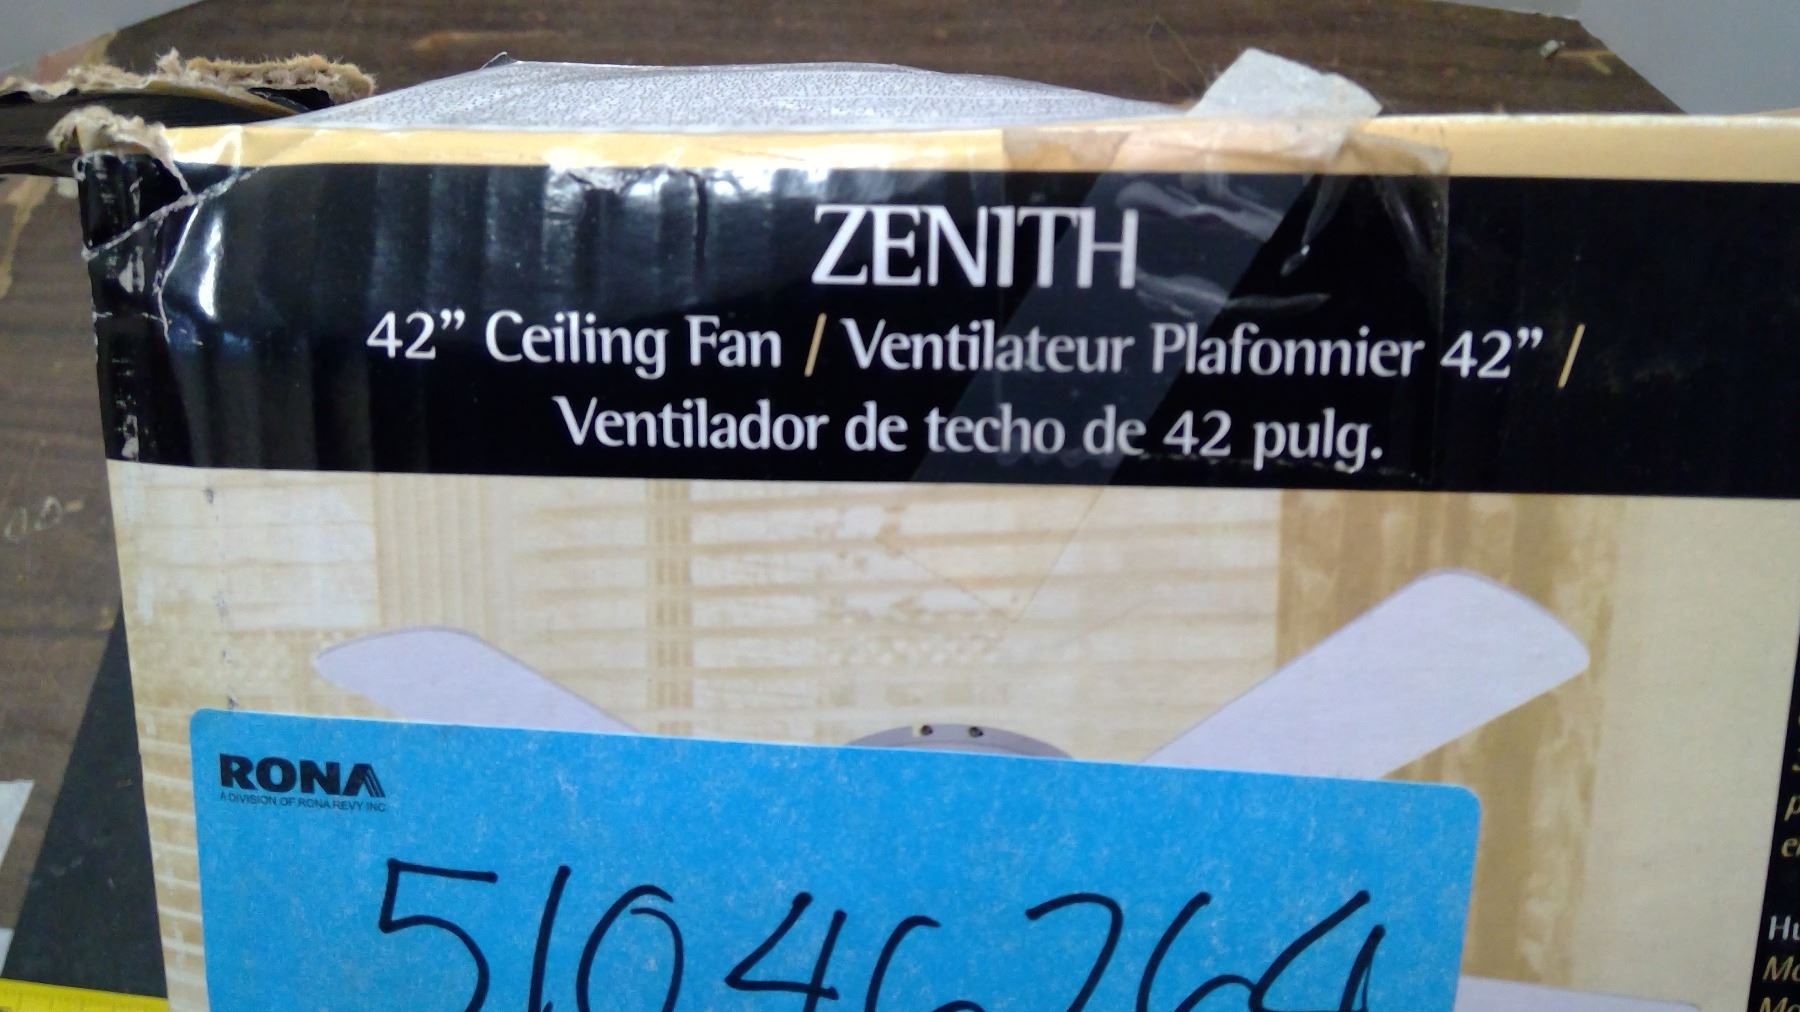 ZENITH
42” Ceiling Fan / Ventilateur Plafonnier 42” /
Ventilador de techo de 42 pulg.
RONA
A DIVISION OF RONA REVY INC
51046264